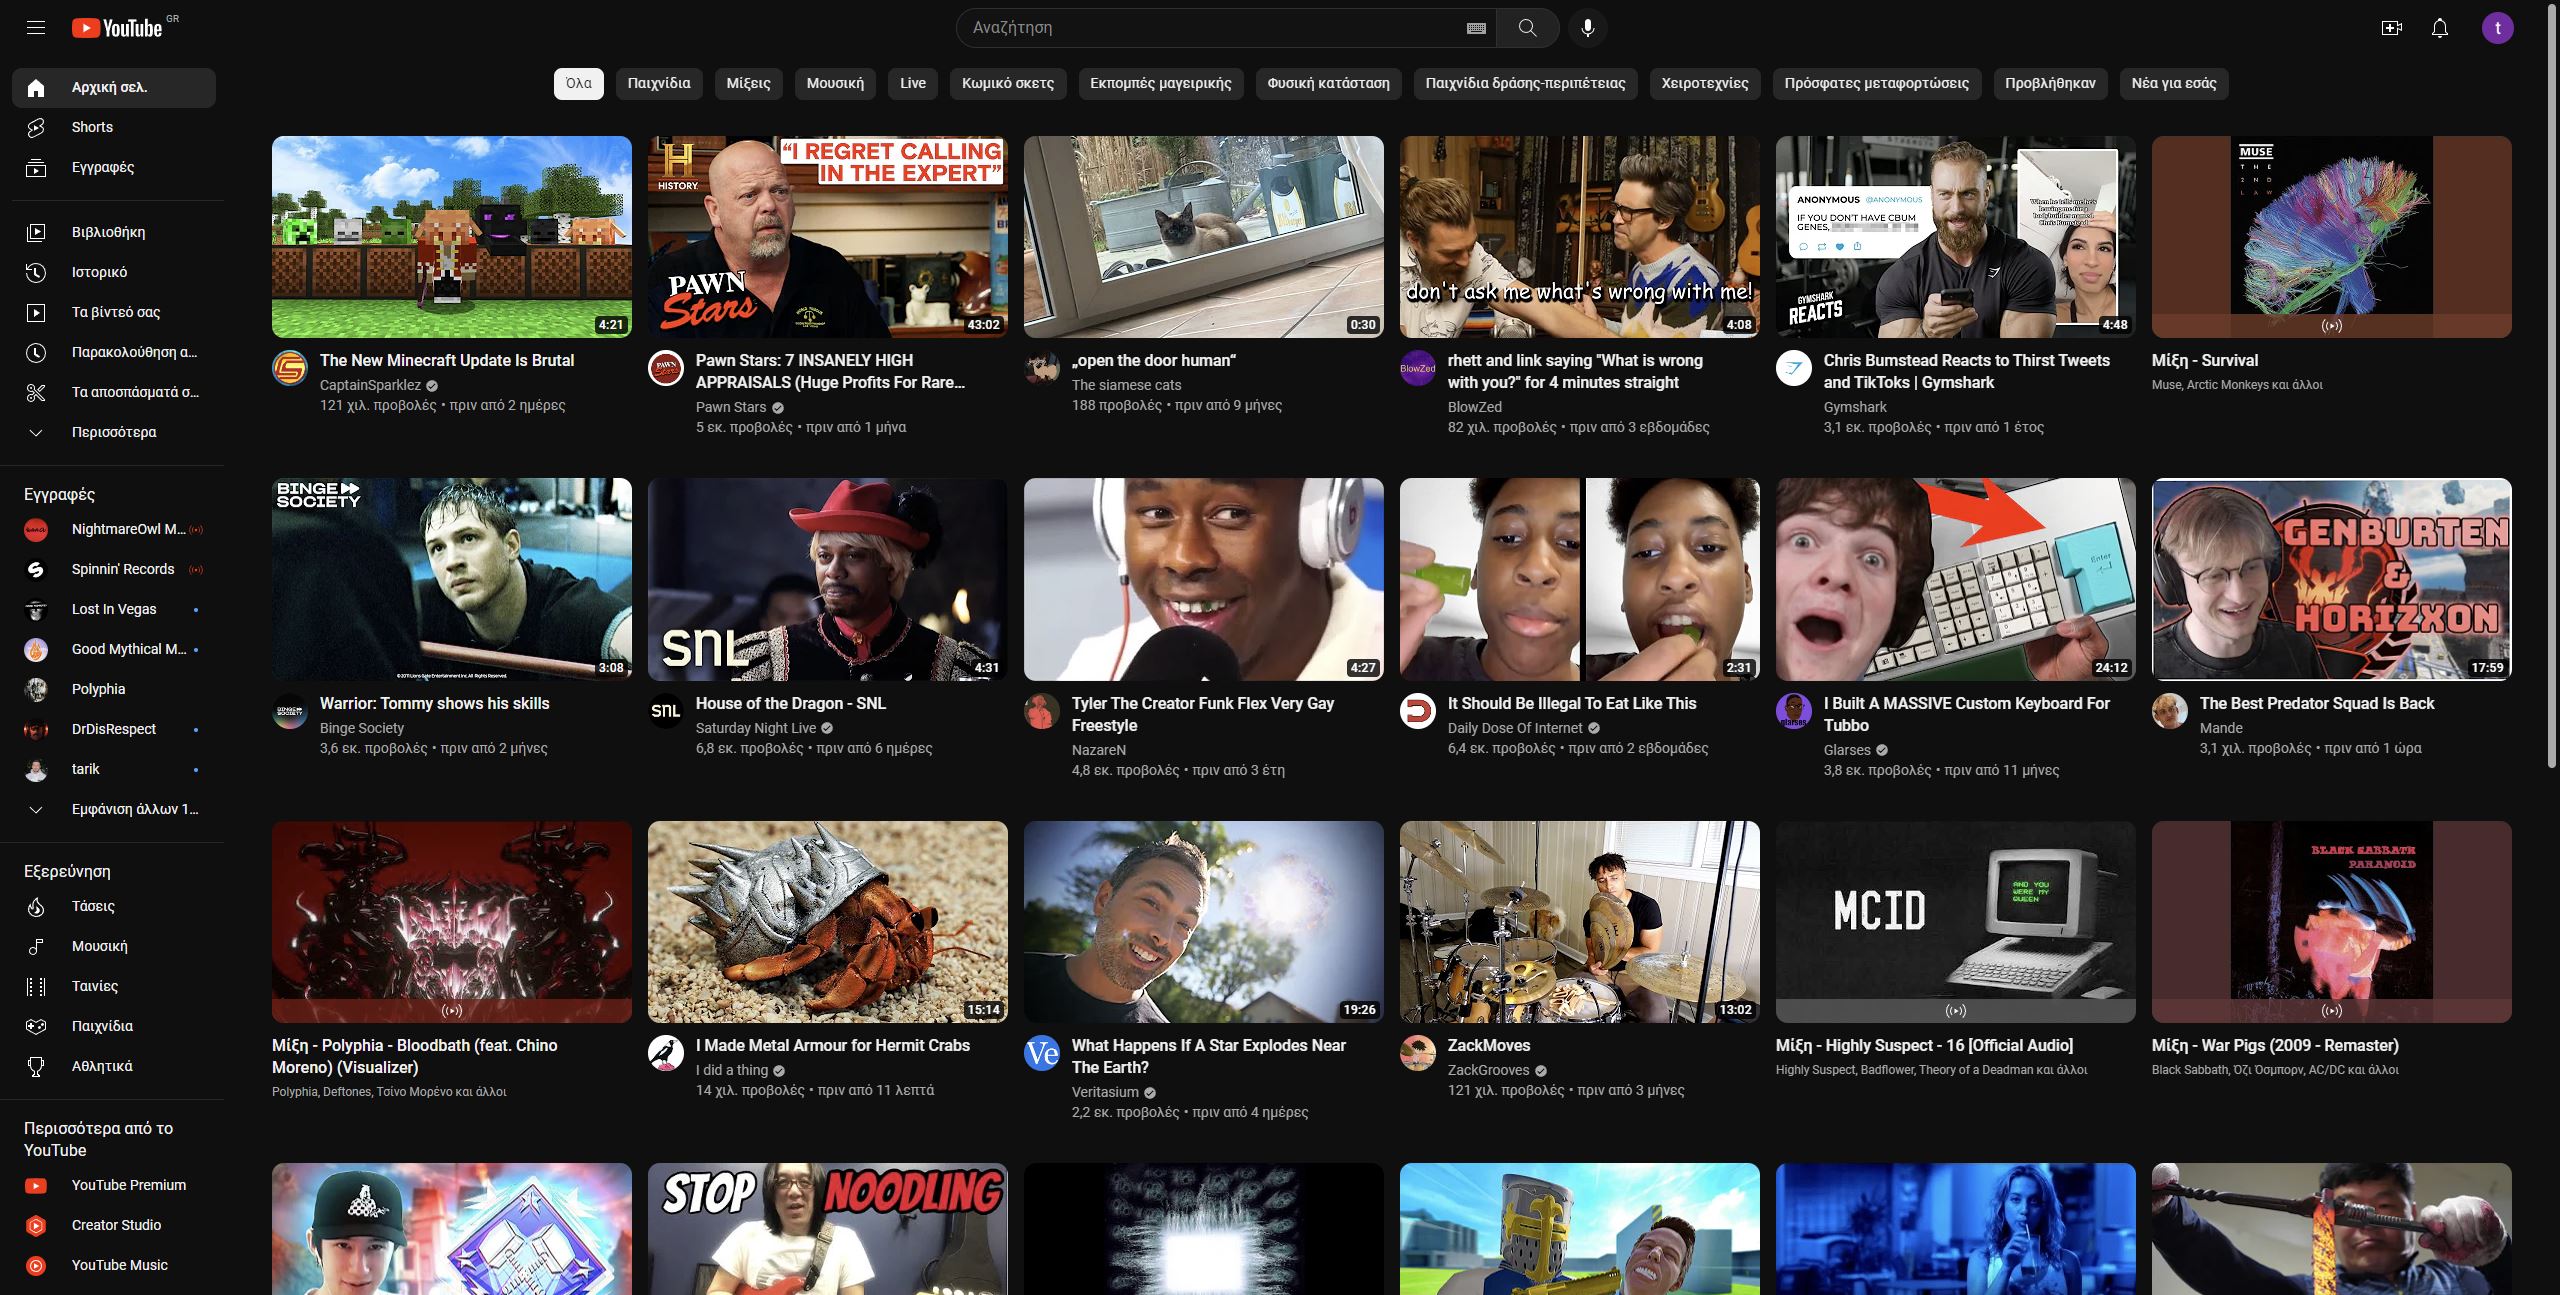 YouTube GR
Αναζήτηση
t
Αρχική σελ.
Shorts
Εγγραφές
Βιβλιοθήκη
Ιστορικό
Τα βίντεό σας
Παρακολούθηση α...
Τα αποσπάσματά σ...
Περισσότερα
Εγγραφές
NightmareOwl M...
Spinnin' Records
Lost In Vegas
Good Mythical M...
Polyphia
DrDisRespect
tarik
Εμφάνιση άλλων 1...
Εξερεύνηση
Τάσεις
Μουσική
Ταινίες
Παιχνίδια
Αθλητικά
Περισσότερα από το
YouTube
YouTube Premium
Creator Studio
YouTube Music
Όλα Παιχνίδια Μίξεις Μουσική Live Κωμικό σκετς Εκπομπές μαγειρικής Φυσική κατάσταση Παιχνίδια δράσης-περιπέτειας Χειροτεχνίες Πρόσφατες μεταφορτώσεις Προβλήθηκαν Νέα για εσάς
4:21
The New Minecraft Update Is Brutal
CaptainSparklez
121 χιλ. προβολές • πριν από 2 ημέρες
H
HISTORY
“I REGRET CALLING
IN THE EXPERT”
PAWN
Stars
43:02
PAWN
Stars
Pawn Stars: 7 INSANELY HIGH
APPRAISALS (Huge Profits For Rare...
Pawn Stars
5 εκ. προβολές • πριν από 1 μήνα
0:30
„open the door human“
The siamese cats
188 προβολές • πριν από 9 μήνες
don't ask me what's wrong with me!
4:08
BlowZed
rhett and link saying "What is wrong
with you?" for 4 minutes straight
BlowZed
82 χιλ. προβολές • πριν από 3 εβδομάδες
ANONYMOUS @ANONYMOUS
IF YOU DON'T HAVE CBUM
GENES,
When he tells me he's
leaving me for a
bodybuilder named
Chris Bumstead
GYMSHARK
REACTS
4:48
Chris Bumstead Reacts to Thirst Tweets
and TikToks | Gymshark
Gymshark
3,1 εκ. προβολές • πριν από 1 έτος
MUSE
THE
2ND
LAW
Μίξη - Survival
Muse, Arctic Monkeys και άλλοι
BINGE
SOCIETY
3:08
BINGE
SOCIETY
Warrior: Tommy shows his skills
Binge Society
3,6 εκ. προβολές • πριν από 2 μήνες
SNL
4:31
SNL
House of the Dragon - SNL
Saturday Night Live
6,8 εκ. προβολές • πριν από 6 ημέρες
4:27
Tyler The Creator Funk Flex Very Gay
Freestyle
NazareN
4,8 εκ. προβολές • πριν από 3 έτη
2:31
It Should Be Illegal To Eat Like This
Daily Dose Of Internet
6,4 εκ. προβολές • πριν από 2 εβδομάδες
Enter
24:12
glarses
I Built A MASSIVE Custom Keyboard For
Tubbo
Glarses
3,8 εκ. προβολές • πριν από 11 μήνες
GENBURTEN
&
HORIZXON
17:59
The Best Predator Squad Is Back
Mande
3,1 χιλ. προβολές • πριν από 1 ώρα
Μίξη - Polyphia - Bloodbath (feat. Chino
Moreno) (Visualizer)
Polyphia, Deftones, Τσίνο Μορένο και άλλοι
15:14
I Made Metal Armour for Hermit Crabs
I did a thing
14 χιλ. προβολές • πριν από 11 λεπτά
19:26
Ve
What Happens If A Star Explodes Near
The Earth?
Veritasium
2,2 εκ. προβολές • πριν από 4 ημέρες
13:02
ZackMoves
ZackGrooves
121 χιλ. προβολές • πριν από 3 μήνες
MCID
AND YOU
WERE MY
QUEEN
Μίξη - Highly Suspect - 16 [Official Audio]
Highly Suspect, Badflower, Theory of a Deadman και άλλοι
BLACK SABBATH
PARANOID
Μίξη - War Pigs (2009 - Remaster)
Black Sabbath, Όζι Όσμπορν, AC/DC και άλλοι
STOP NOODLING